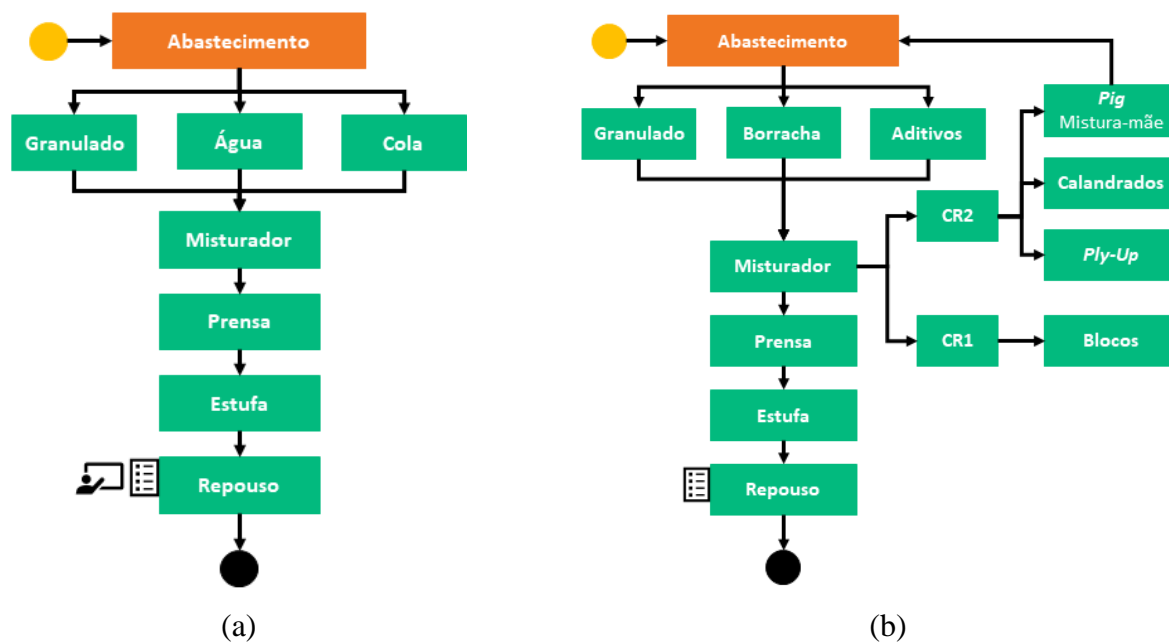 Abastecimento
Granulado
Água
Cola
Misturador
Prensa
Estufa
Repouso
(a)
Abastecimento
Granulado
Borracha
Aditivos
Pig
Mistura-mãe
CR2
Calandrados
Ply-Up
Misturador
Prensa
CR1
Blocos
Estufa
Repouso
(b)